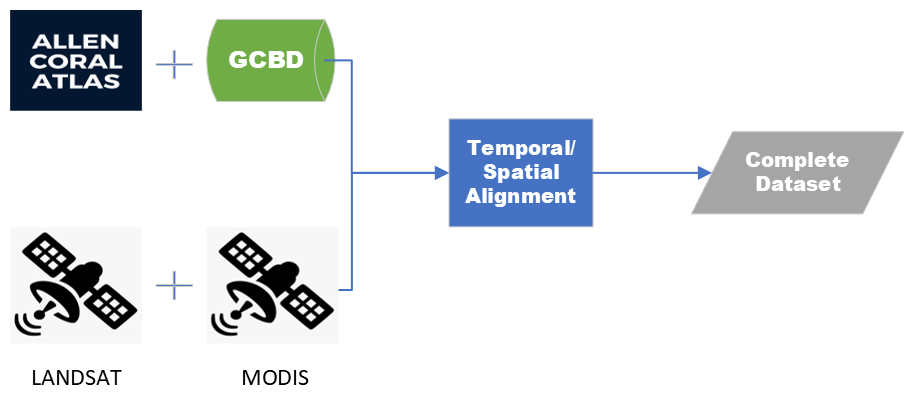 ALLEN
CORAL
ATLAS
GCBD
Temporal/
Spatial
Alignment
Complete
Dataset
LANDSAT
MODIS